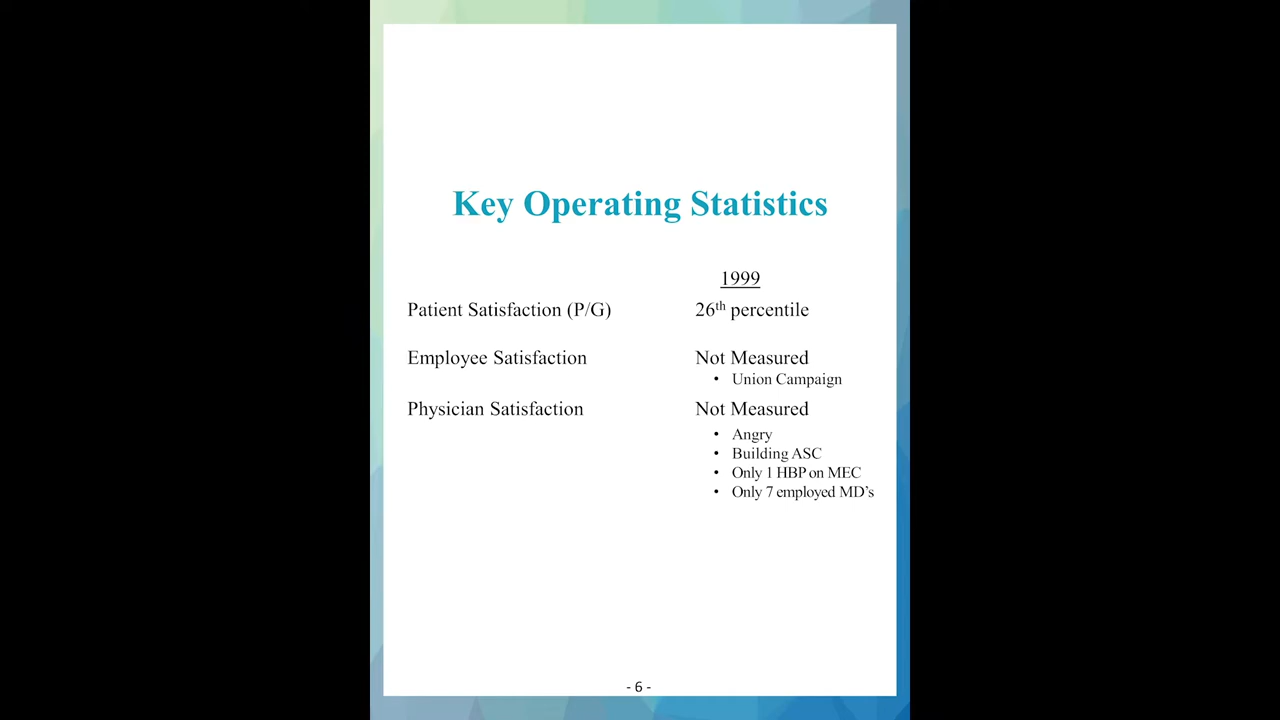 Key Operating Statistics
1999
Patient Satisfaction (P/G) 26th percentile
Employee Satisfaction Not Measured
• Union Campaign
Physician Satisfaction Not Measured
• Angry
• Building ASC
• Only 1 HBP on MEC
• Only 7 employed MD’s
- 6 -